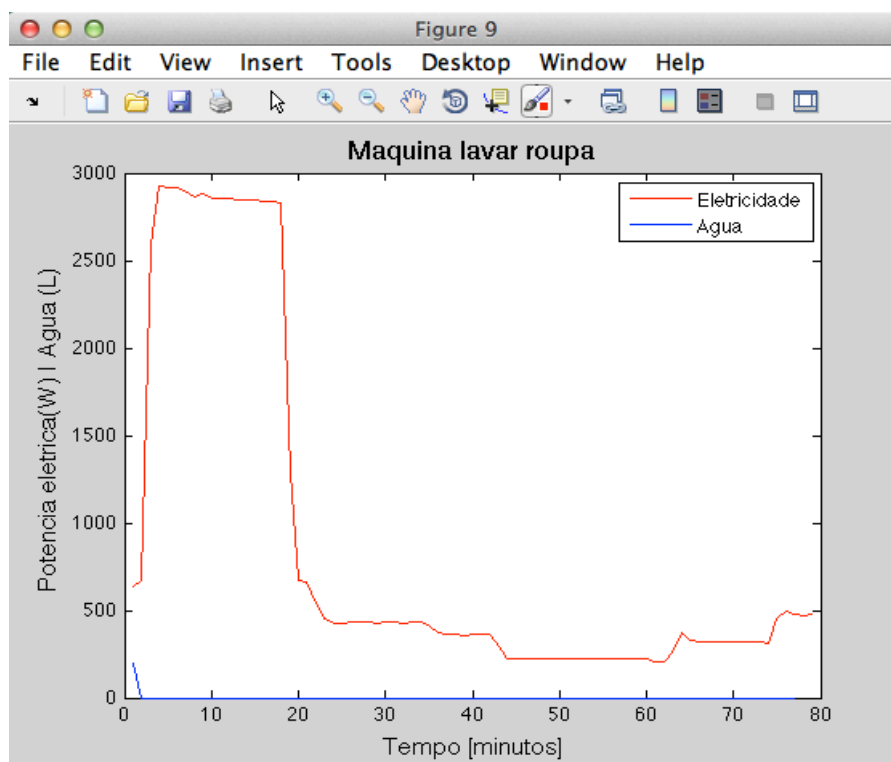 Figure 9
File Edit View Insert Tools Desktop Window Help
Maquina lavar roupa
Eletricidade
Agua
Potencia eletrica(W) | Agua (L)
3000
2500
2000
1500
1000
500
0
0 10 20 30 40 50 60 70 80
Tempo [minutos]